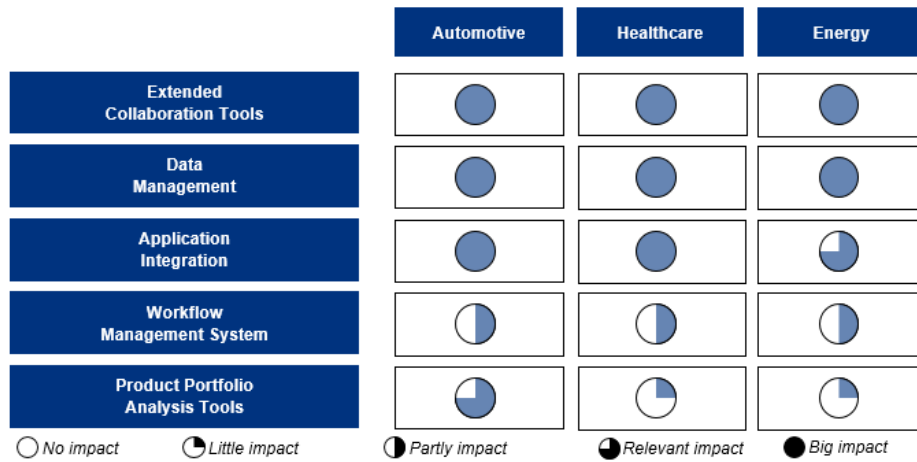 Automotive
Healthcare
Energy
Extended
Collaboration Tools
Data
Management
Application
Integration
Workflow
Management System
Product Portfolio
Analysis Tools
No impact
Little impact
Partly impact
Relevant impact
Big impact